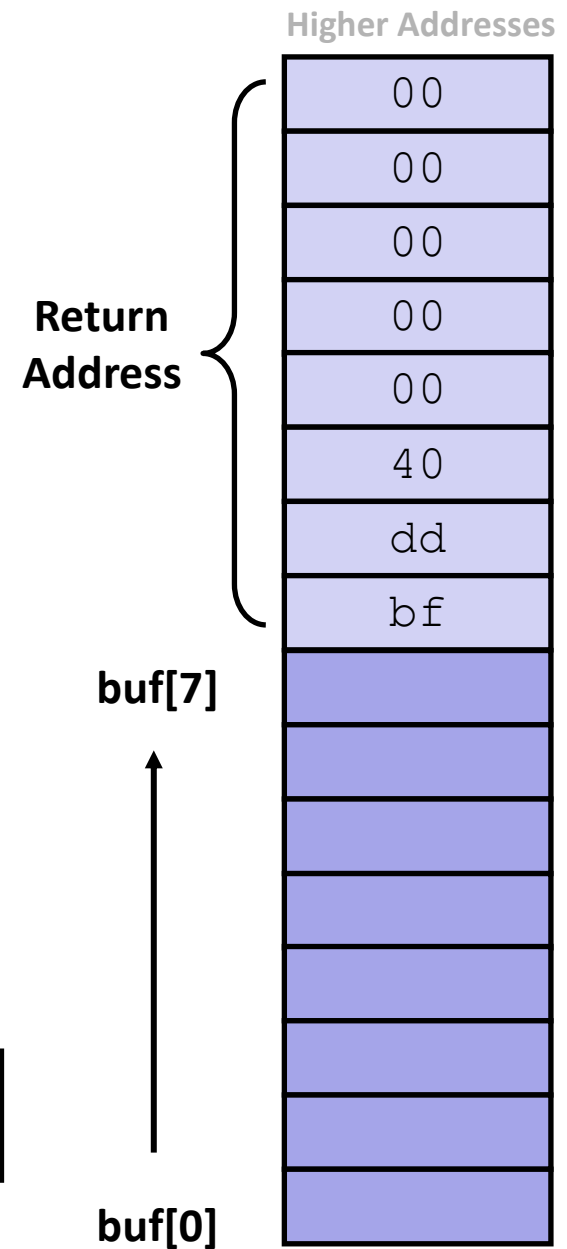 Higher Addresses
00
00
00
00
00
40
dd
bf
Return
Address
buf[7]
buf[0]